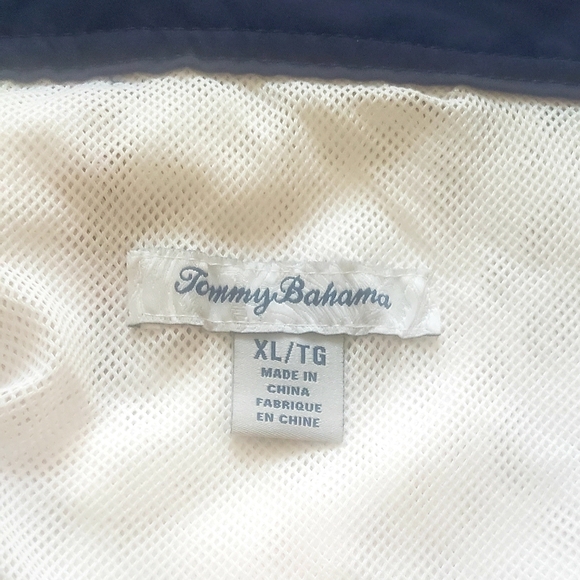 Tommy Bahama
XL/TG
MADE IN
CHINA
FABRIQUE
EN CHINE